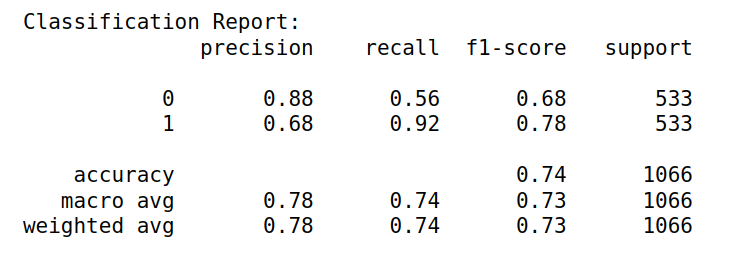 Classification Report:
precision recall f1-score support
0 0.88 0.56 0.68 533
1 0.68 0.92 0.78 533
accuracy 0.74 1066
macro avg 0.78 0.74 0.73 1066
weighted avg 0.78 0.74 0.73 1066